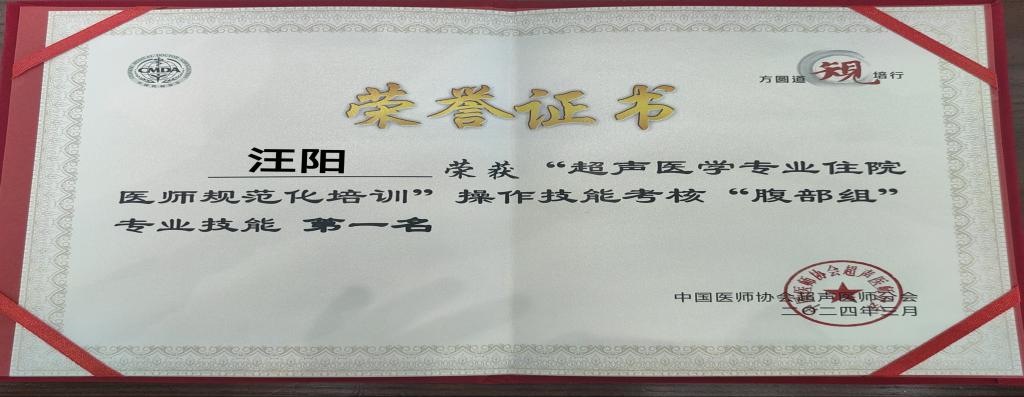 CMDA
方圆道 规 培行
荣誉证书
汪阳 荣获“超声医学专业住院
医师规范化培训”操作技能考核“腹部组”
专业技能 第一名
中国医师协会超声医师分会
二〇二四年三月